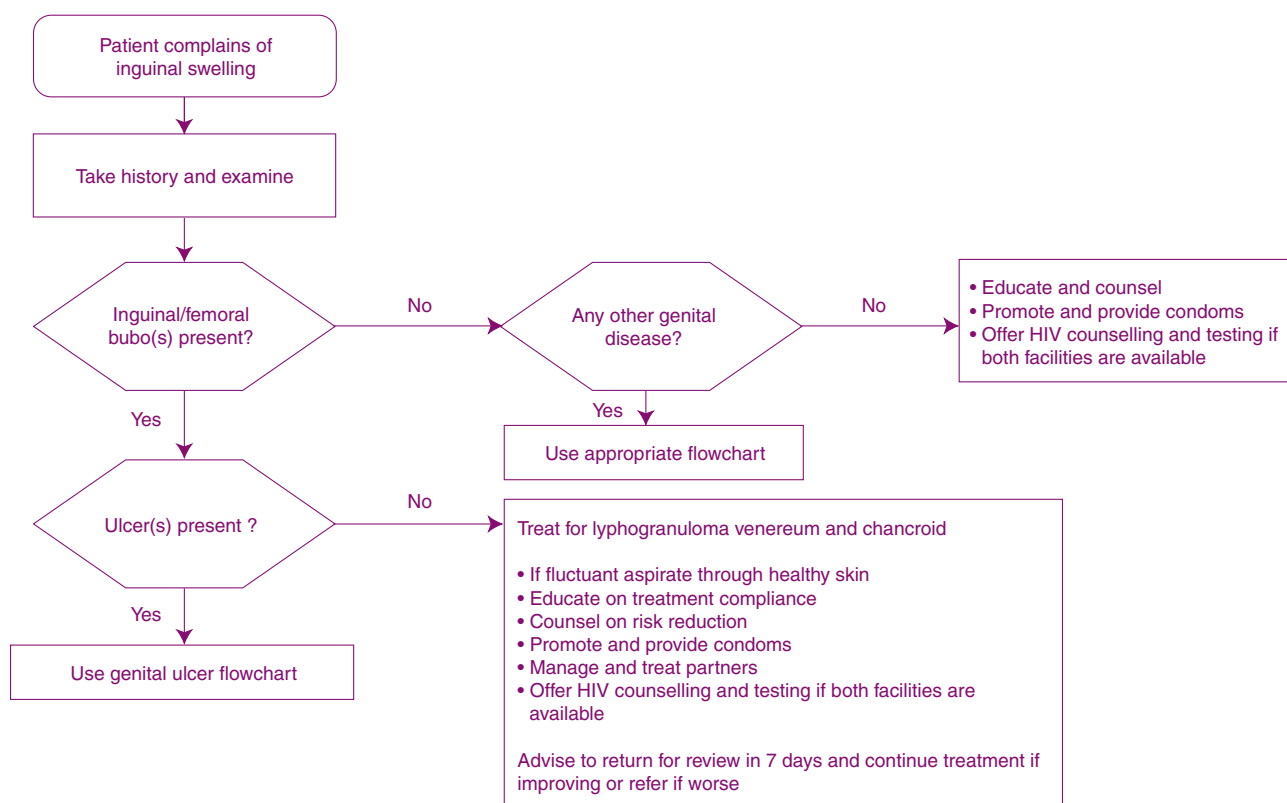 Patient complains of
inguinal swelling
Take history and examine
Inguinal/femoral
bubo(s) present?
No
Any other genital
disease?
No
• Educate and counsel
• Promote and provide condoms
• Offer HIV counselling and testing if
both facilities are available
Yes
Yes
Use appropriate flowchart
Ulcer(s) present ?
No
Treat for lyphogranuloma venereum and chancroid
• If fluctuant aspirate through healthy skin
• Educate on treatment compliance
• Counsel on risk reduction
• Promote and provide condoms
• Manage and treat partners
• Offer HIV counselling and testing if both facilities are
available
Advise to return for review in 7 days and continue treatment if
improving or refer if worse
Yes
Use genital ulcer flowchart